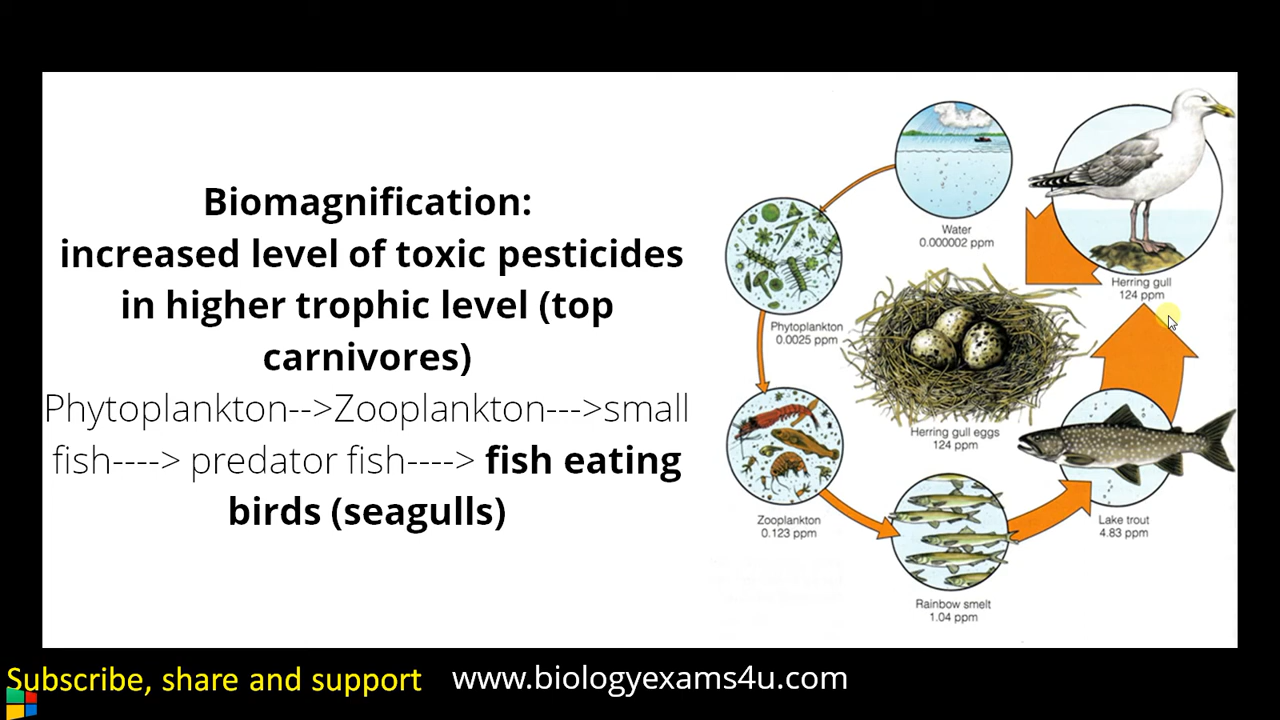 Biomagnification:
increased level of toxic pesticides
in higher trophic level (top
carnivores)
Phytoplankton-->Zooplankton--->small
fish----> predator fish----> fish eating
birds (seagulls)
Water
0.000002 ppm
Herring gull
124 ppm
Phytoplankton
0.0025 ppm
Herring gull eggs
124 ppm
Zooplankton
0.123 ppm
Lake trout
4.83 ppm
Rainbow smelt
1.04 ppm
Subscribe, share and support
www.biologyexams4u.com